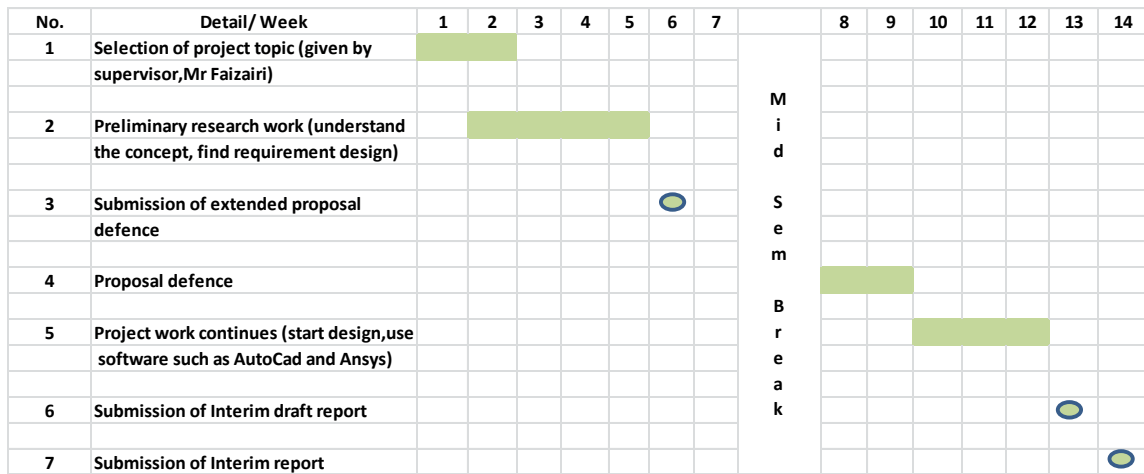 No. Detail/ Week 1 2 3 4 5 6 7 8 9 10 11 12 13 14
1 Selection of project topic (given by
supervisor,Mr Faizairi)
2 Preliminary research work (understand
the concept, find requirement design)
3 Submission of extended proposal
defence
4 Proposal defence
5 Project work continues (start design,use
software such as AutoCad and Ansys)
6 Submission of Interim draft report
7 Submission of Interim report
Mid Sem Break